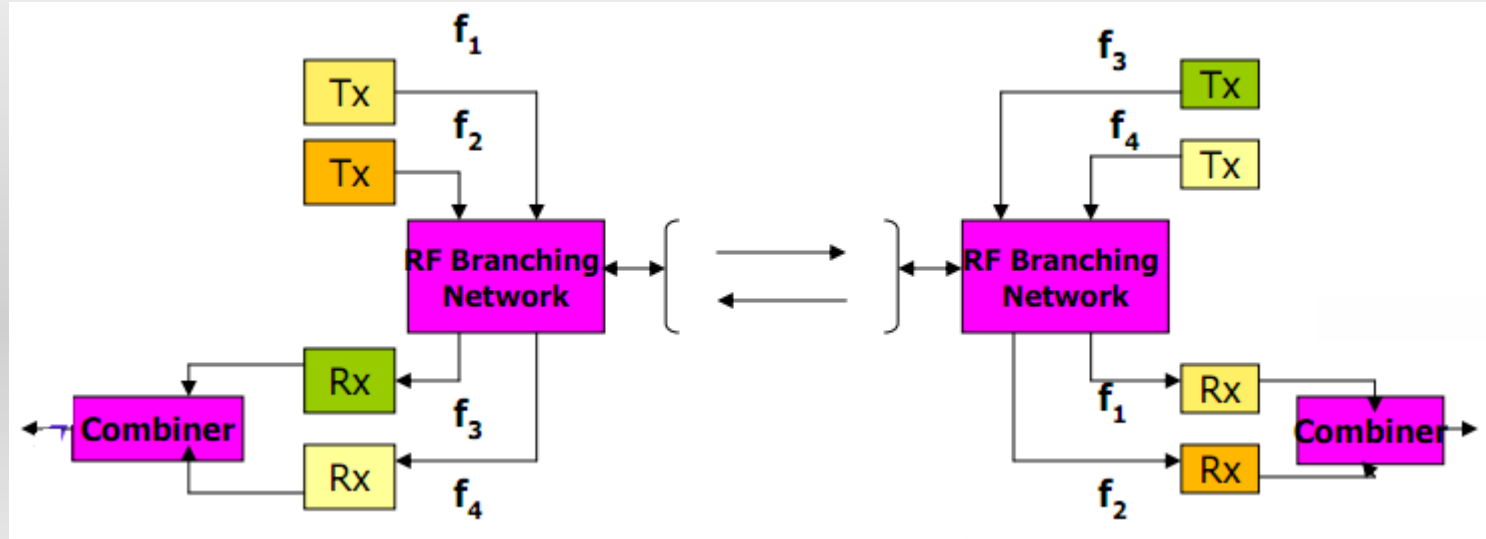 f1
f3
Tx
Tx
f2
f4
Tx
Tx
RF Branching
Network
RF Branching
Network
Rx
Rx
f3
f1
Combiner
Combiner
Rx
Rx
f4
f2